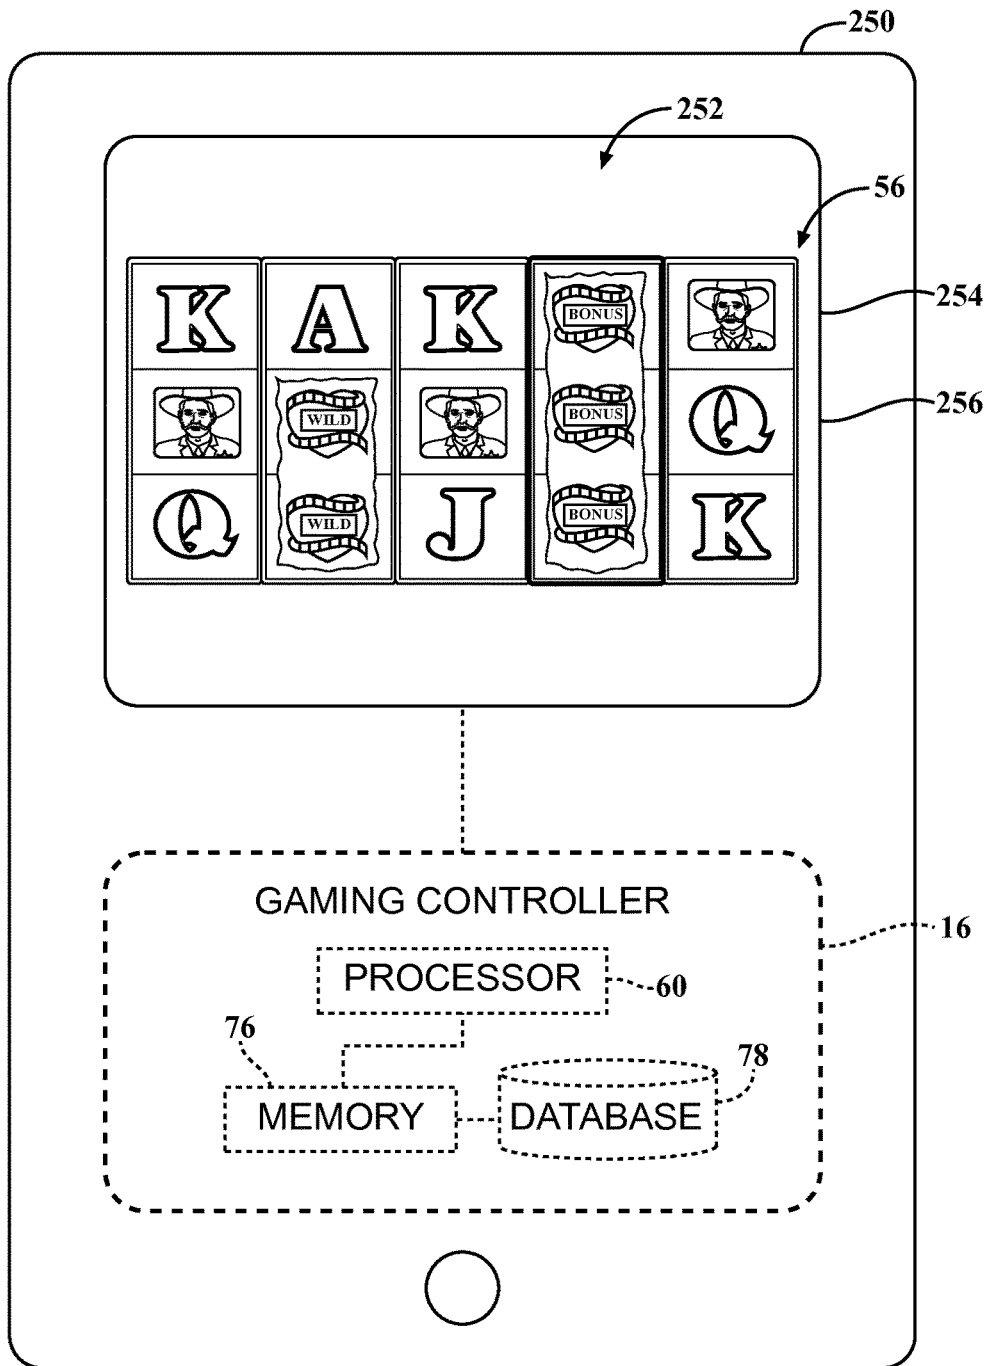 250
252
56
K A K BONUS
254
WILD BONUS Q
256
Q WILD J BONUS K
GAMING CONTROLLER
16
PROCESSOR
60
76
78
MEMORY DATABASE